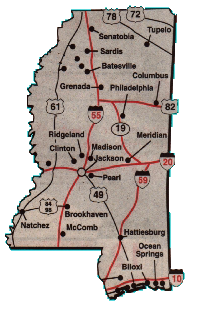 78
72
Tupelo
Senatobia
Sardis
Batesville
Columbus
Grenada
Philadelphia
61
55
82
19
Ridgeland
Madison
Meridian
Clinton
Jackson
20
Pearl
59
49
84
98
Brookhaven
Natchez
McComb
Hattiesburg
Ocean
Springs
Biloxi
10